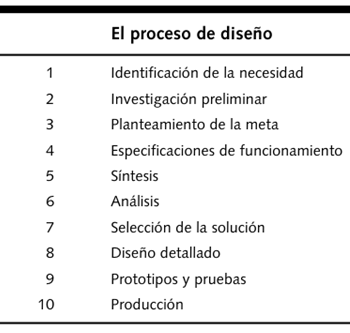 El proceso de diseño
1 Identificación de la necesidad
2 Investigación preliminar
3 Planteamiento de la meta
4 Especificaciones de funcionamiento
5 Síntesis
6 Análisis
7 Selección de la solución
8 Diseño detallado
9 Prototipos y pruebas
10 Producción